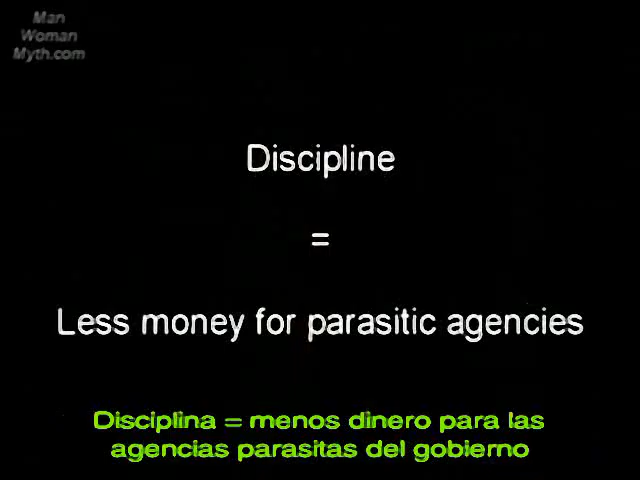 Man
Woman
Myth.com
Discipline
=
Less money for parasitic agencies
Disciplina = menos dinero para las
agencias parasitas del gobierno